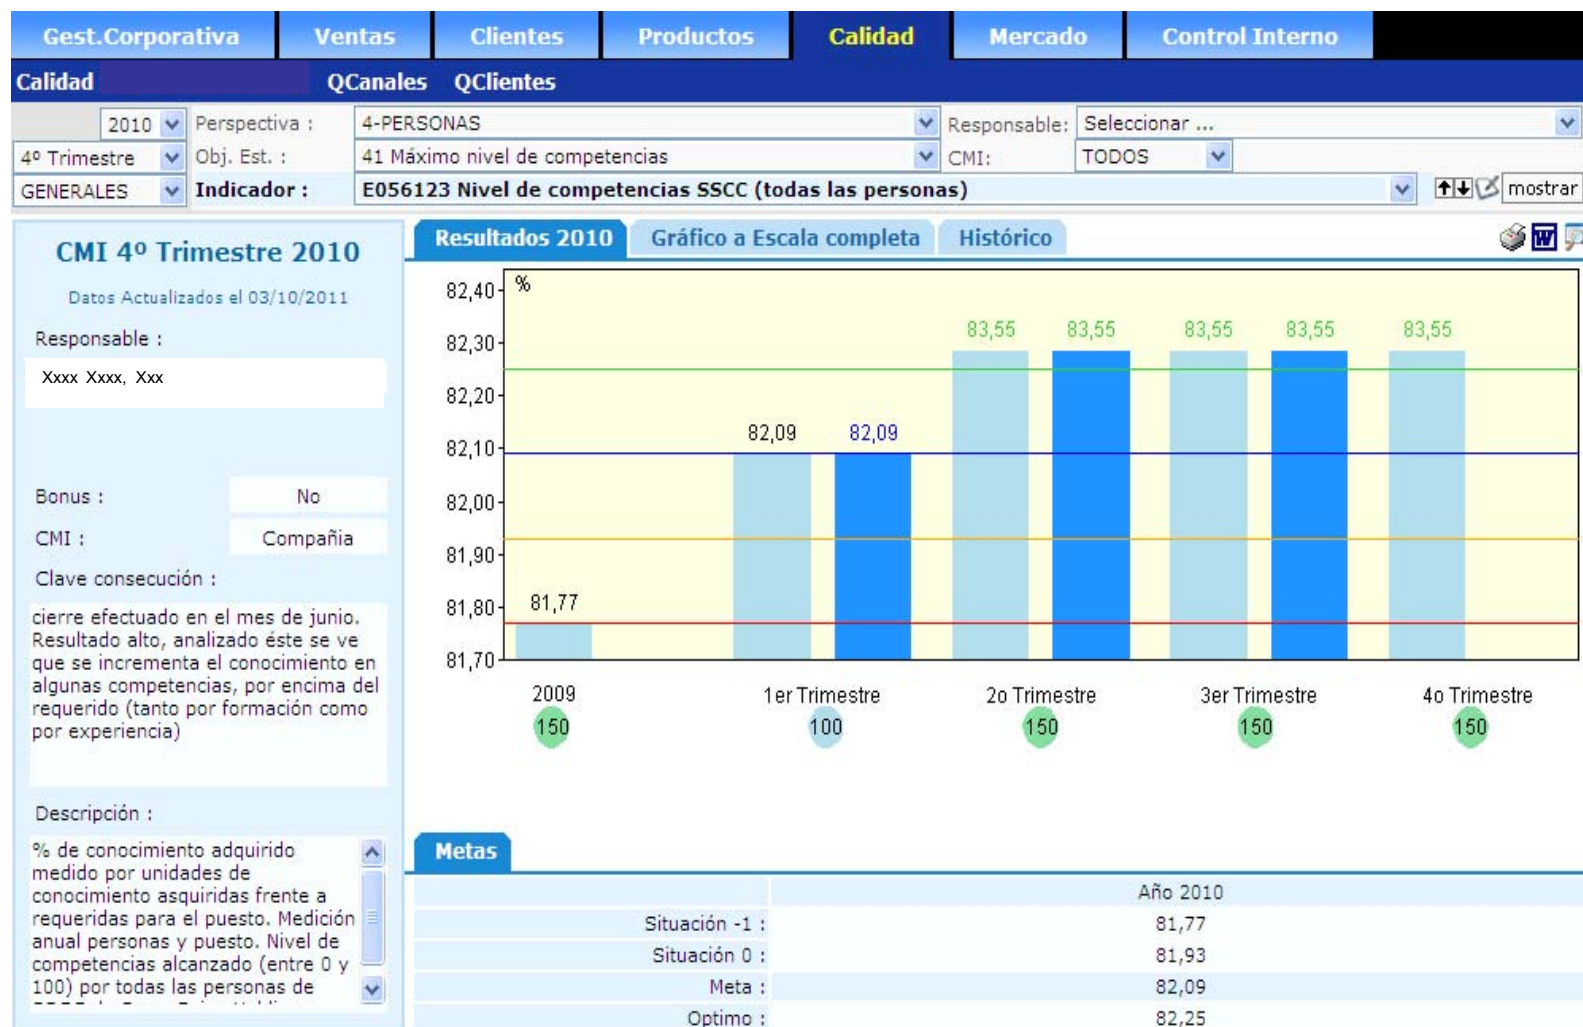 Gest.Corporativa Ventas Clientes Productos Calidad Mercado Control Interno
Calidad QCanales QClientes
2010 Perspectiva : 4-PERSONAS Responsable: Seleccionar ...
4º Trimestre Obj. Est. : 41 Máximo nivel de competencias CMI: TODOS
GENERALES Indicador : E056123 Nivel de competencias SSCC (todas las personas) mostrar
CMI 4º Trimestre 2010
Datos Actualizados el 03/10/2011
Responsable :
Xxxx Xxxx, Xxx
Bonus : No
CMI : Compañia
Clave consecución :
cierre efectuado en el mes de junio.
Resultado alto, analizado éste se ve
que se incrementa el conocimiento en
algunas competencias, por encima del
requerido (tanto por formación como
por experiencia)
Descripción :
% de conocimiento adquirido
medido por unidades de
conocimiento asquiridas frente a
requeridas para el puesto. Medición
anual personas y puesto. Nivel de
competencias alcanzado (entre 0 y
100) por todas las personas de
Resultados 2010 Gráfico a Escala completa Histórico
%
82,40
82,30
82,20
82,10
82,00
81,90
81,80
81,70
81,77
82,09 82,09
83,55 83,55 83,55 83,55 83,55
2009 1er Trimestre 2o Trimestre 3er Trimestre 4o Trimestre
150 100 150 150 150
Metas
Año 2010
Situación -1 : 81,77
Situación 0 : 81,93
Meta : 82,09
Optimo : 82,25